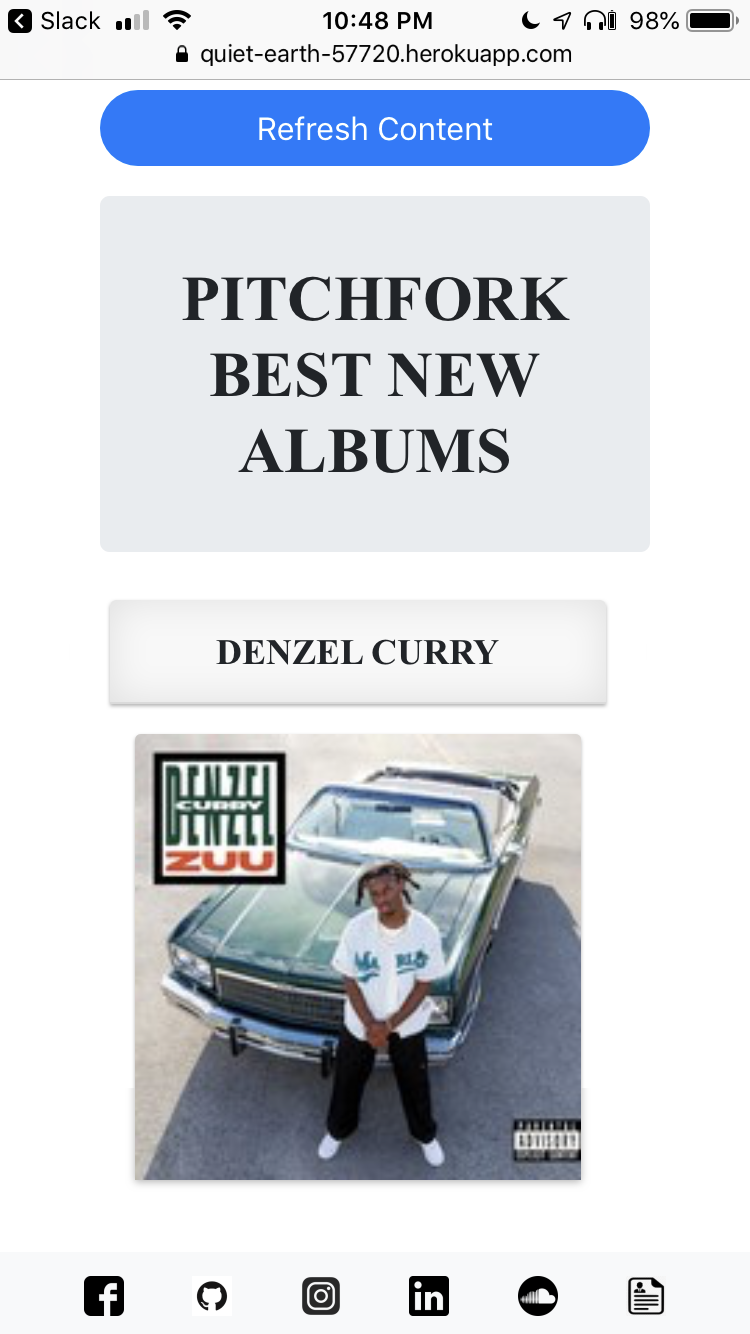 Slack 10:48 PM 98%
quiet-earth-57720.herokuapp.com
Refresh Content
PITCHFORK
BEST NEW
ALBUMS
DENZEL CURRY
DENZEL
CURRY
ZUU
PARENTAL
ADVISORY
in